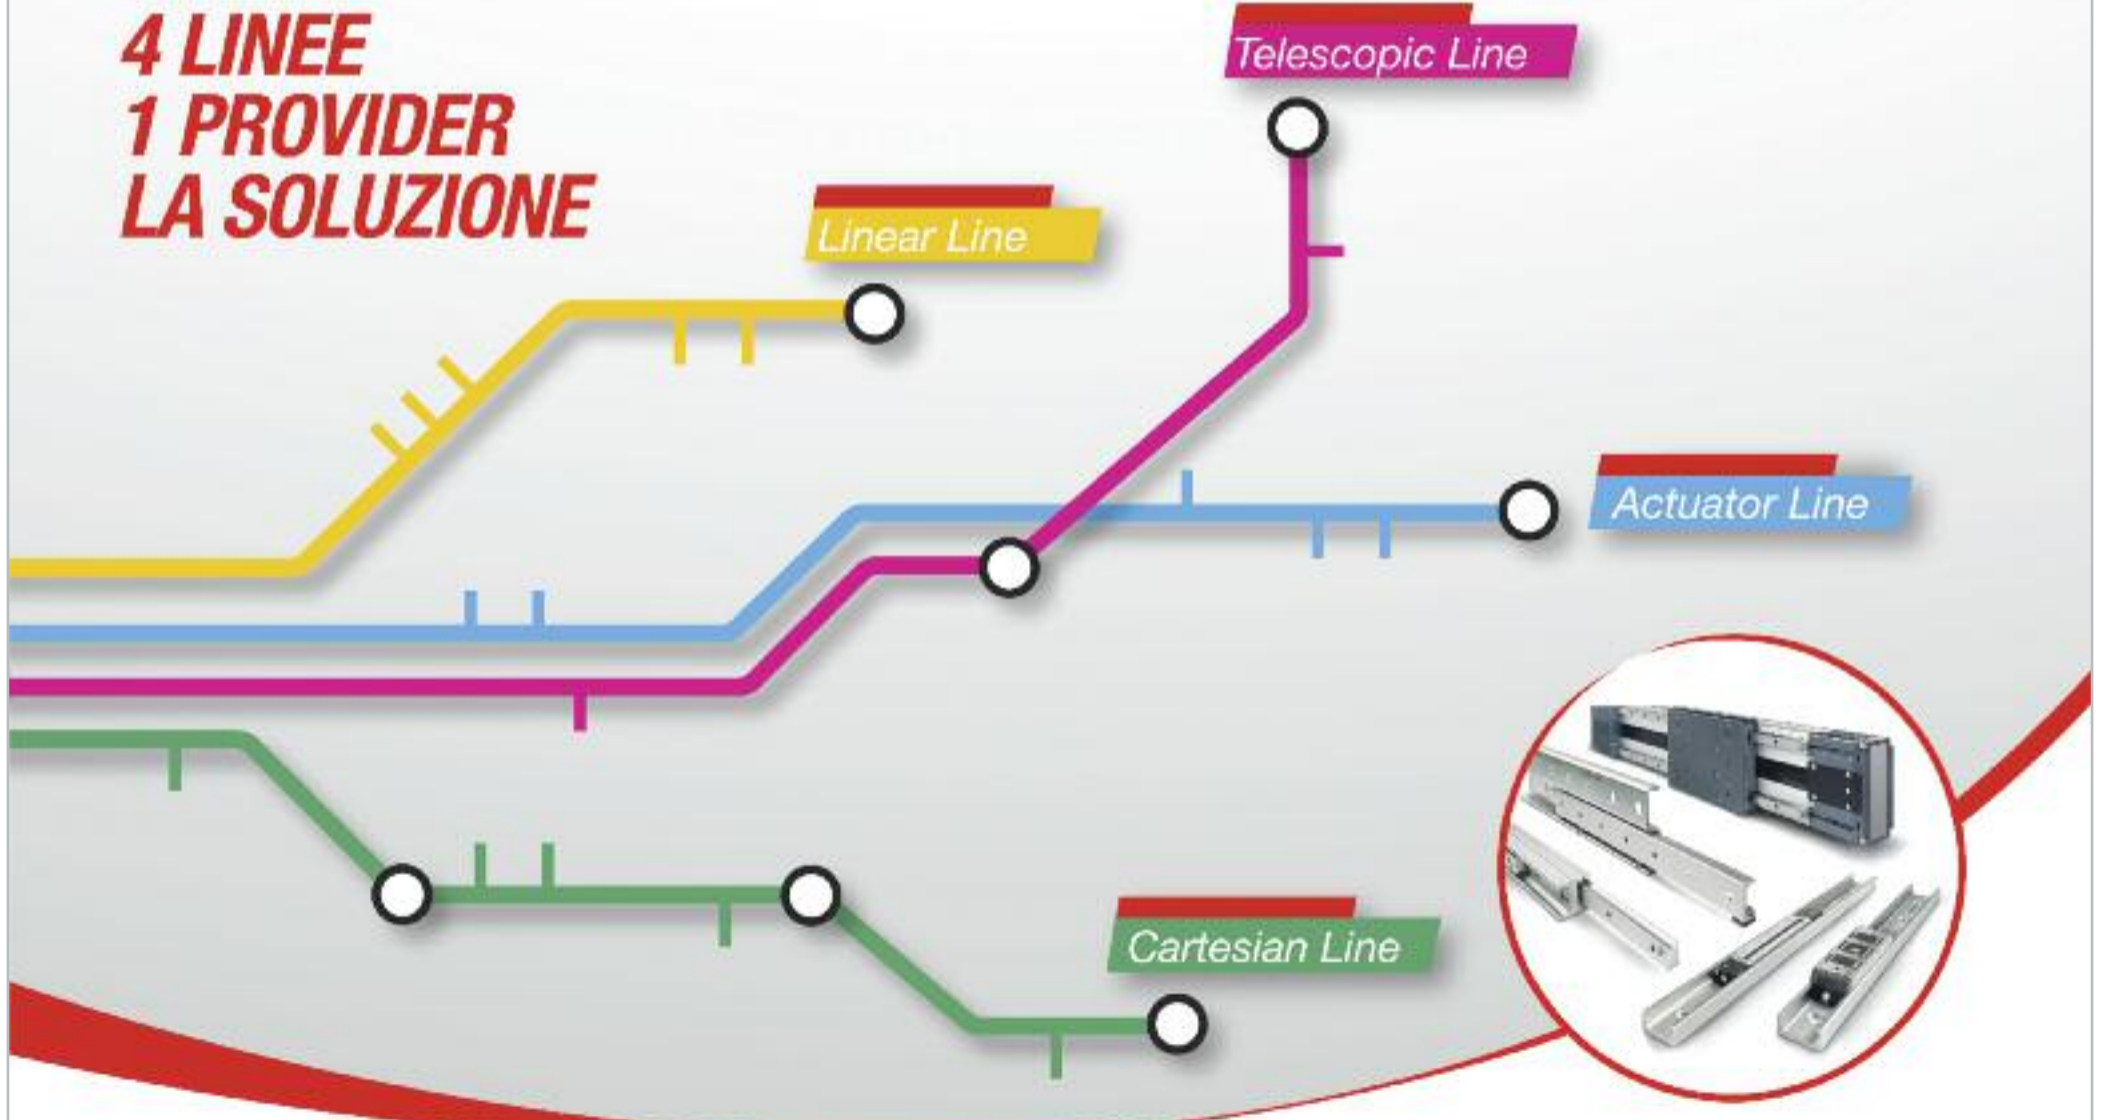 4 LINEE
1 PROVIDER
LA SOLUZIONE
Telescopic Line
Linear Line
Actuator Line
Cartesian Line